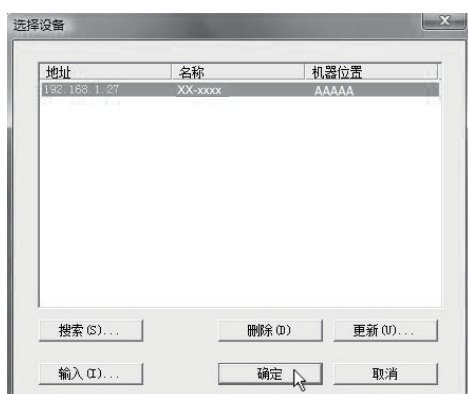 选择设备
地址 名称 机器位置
192.168.1.27 XX-xxxx AAAAA
搜索(S)... 删除(D) 更新(U)...
输入(I)... 确定 取消